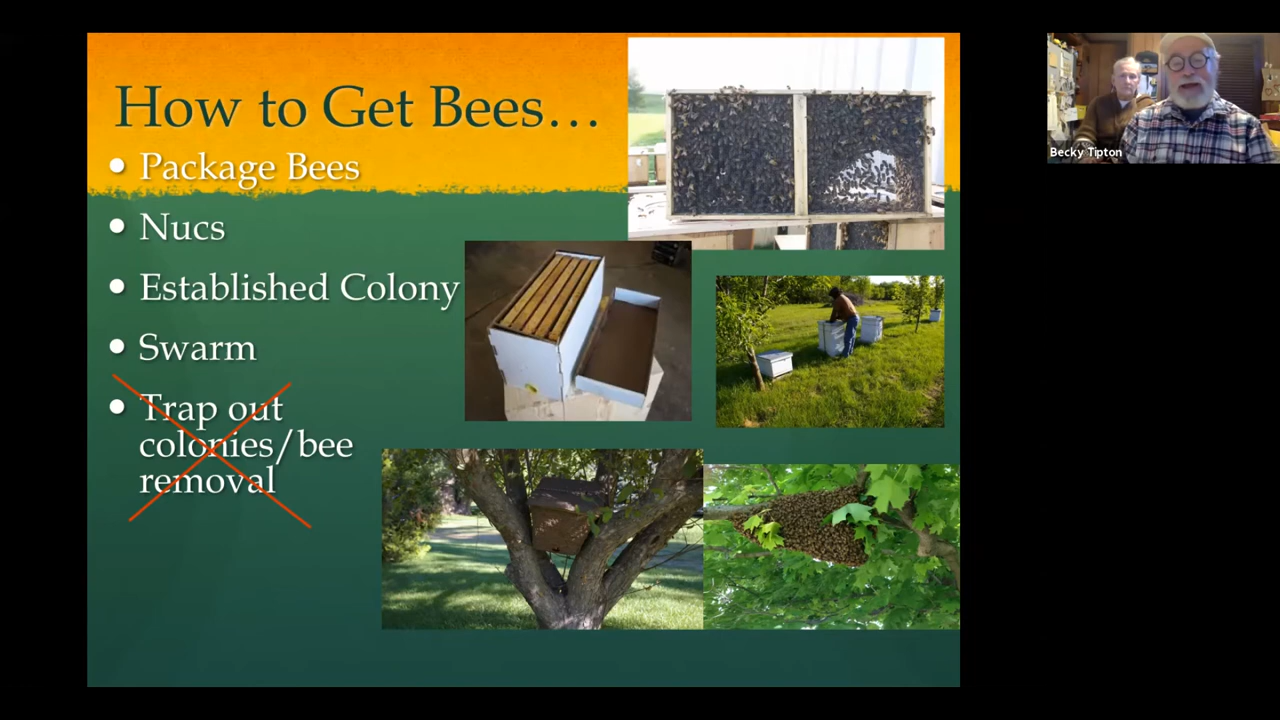 How to Get Bees…
• Package Bees
• Nucs
• Established Colony
• Swarm
• Trap out
colonies/bee
removal
Becky Tipton